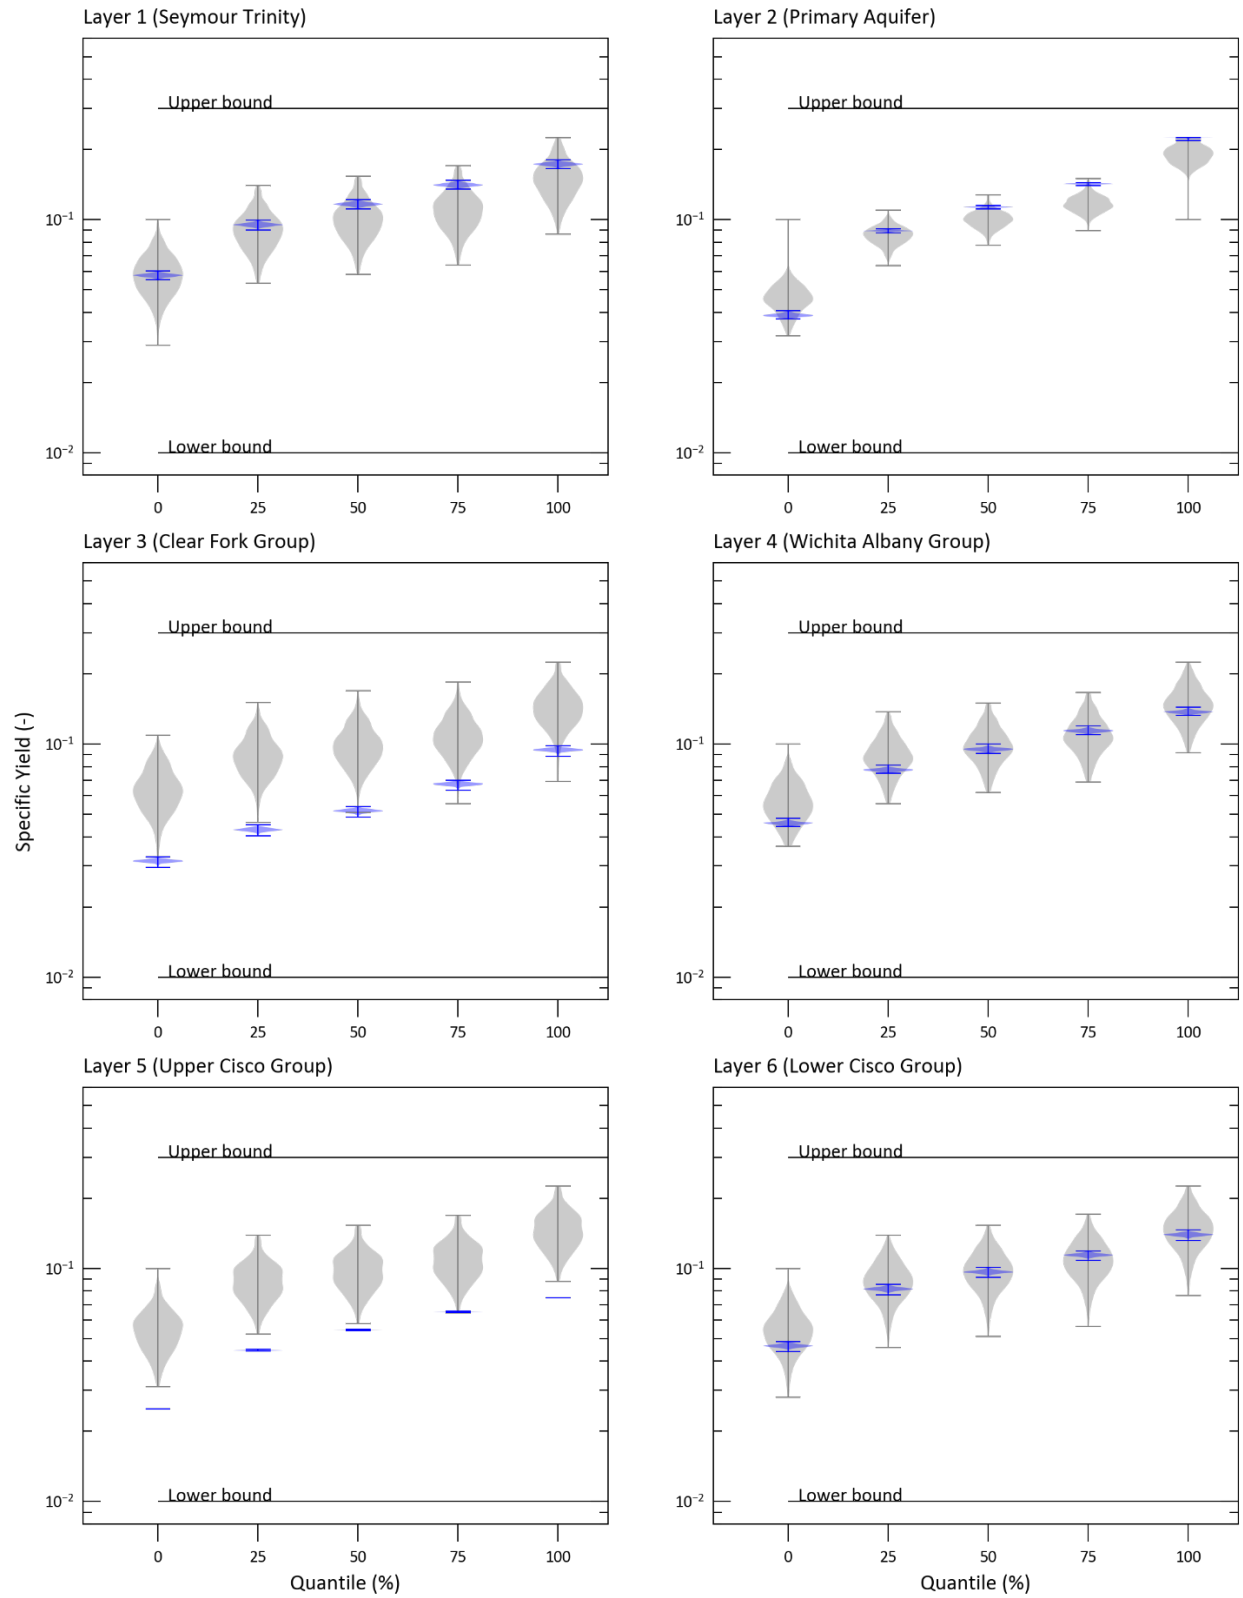 Layer 1 (Seymour Trinity)
Upper bound
10⁻¹
Lower bound
10⁻²
0 25 50 75 100
Layer 2 (Primary Aquifer)
Upper bound
10⁻¹
Lower bound
10⁻²
0 25 50 75 100
Layer 3 (Clear Fork Group)
Upper bound
10⁻¹
Lower bound
10⁻²
0 25 50 75 100
Layer 4 (Wichita Albany Group)
Upper bound
10⁻¹
Lower bound
10⁻²
0 25 50 75 100
Specific Yield (-)
Layer 5 (Upper Cisco Group)
Upper bound
10⁻¹
Lower bound
10⁻²
0 25 50 75 100
Quantile (%)
Layer 6 (Lower Cisco Group)
Upper bound
10⁻¹
Lower bound
10⁻²
0 25 50 75 100
Quantile (%)